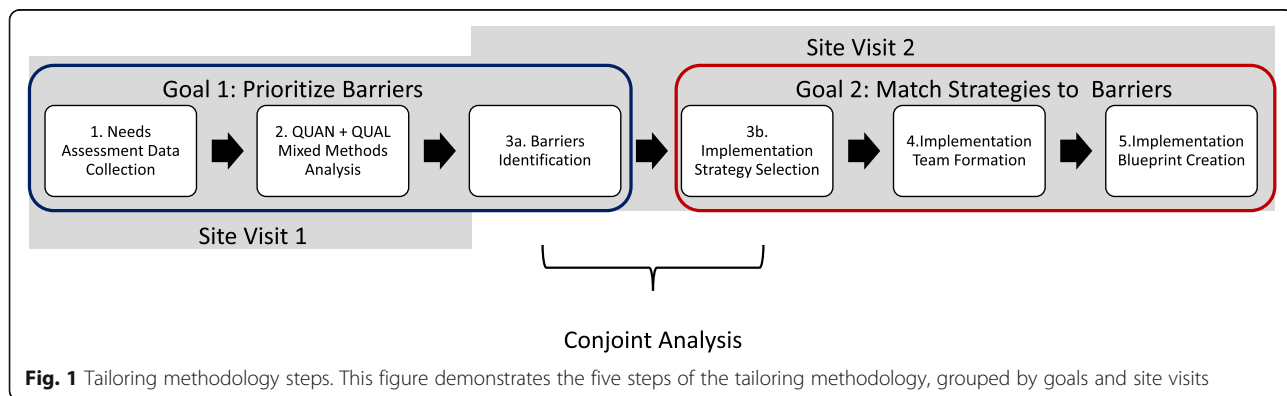 Site Visit 2
Goal 1: Prioritize Barriers
Goal 2: Match Strategies to Barriers
1. Needs
Assessment Data
Collection
2. QUAN + QUAL
Mixed Methods
Analysis
3a. Barriers
Identification
3b.
Implementation
Strategy Selection
4.Implementation
Team Formation
5.Implementation
Blueprint Creation
Site Visit 1
Conjoint Analysis
Fig. 1 Tailoring methodology steps. This figure demonstrates the five steps of the tailoring methodology, grouped by goals and site visits